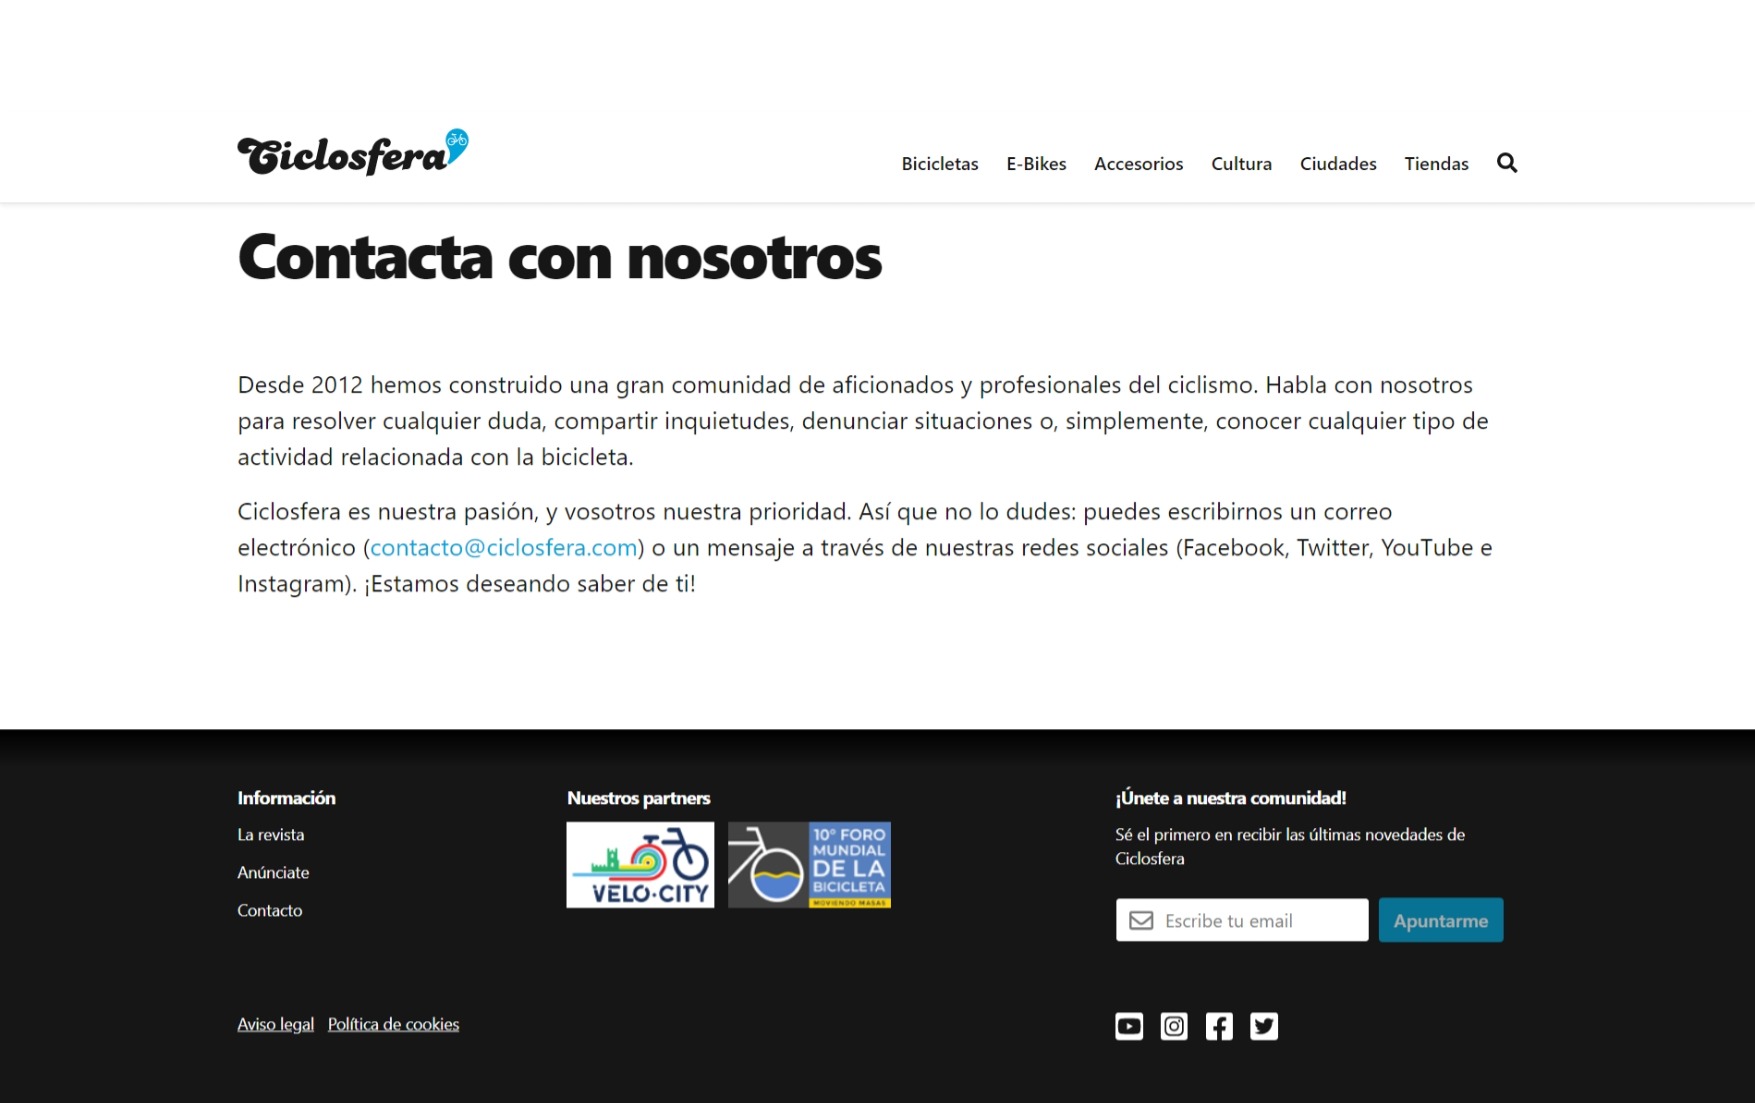 Ciclosfera
Bicicletas E-Bikes Accesorios Cultura Ciudades Tiendas
Contacta con nosotros
Desde 2012 hemos construido una gran comunidad de aficionados y profesionales del ciclismo. Habla con nosotros
para resolver cualquier duda, compartir inquietudes, denunciar situaciones o, simplemente, conocer cualquier tipo de
actividad relacionada con la bicicleta.
Ciclosfera es nuestra pasión, y vosotros nuestra prioridad. Así que no lo dudes: puedes escribirnos un correo
electrónico (contacto@ciclosfera.com) o un mensaje a través de nuestras redes sociales (Facebook, Twitter, YouTube e
Instagram). ¡Estamos deseando saber de ti!
Información
La revista
Anúnciate
Contacto
Nuestros partners
VELO·CITY
10º FORO
MUNDIAL
DE LA
BICICLETA
MOVIENDO MASAS
¡Únete a nuestra comunidad!
Sé el primero en recibir las últimas novedades de
Ciclosfera
Escribe tu email
Apuntarme
Aviso legal Política de cookies